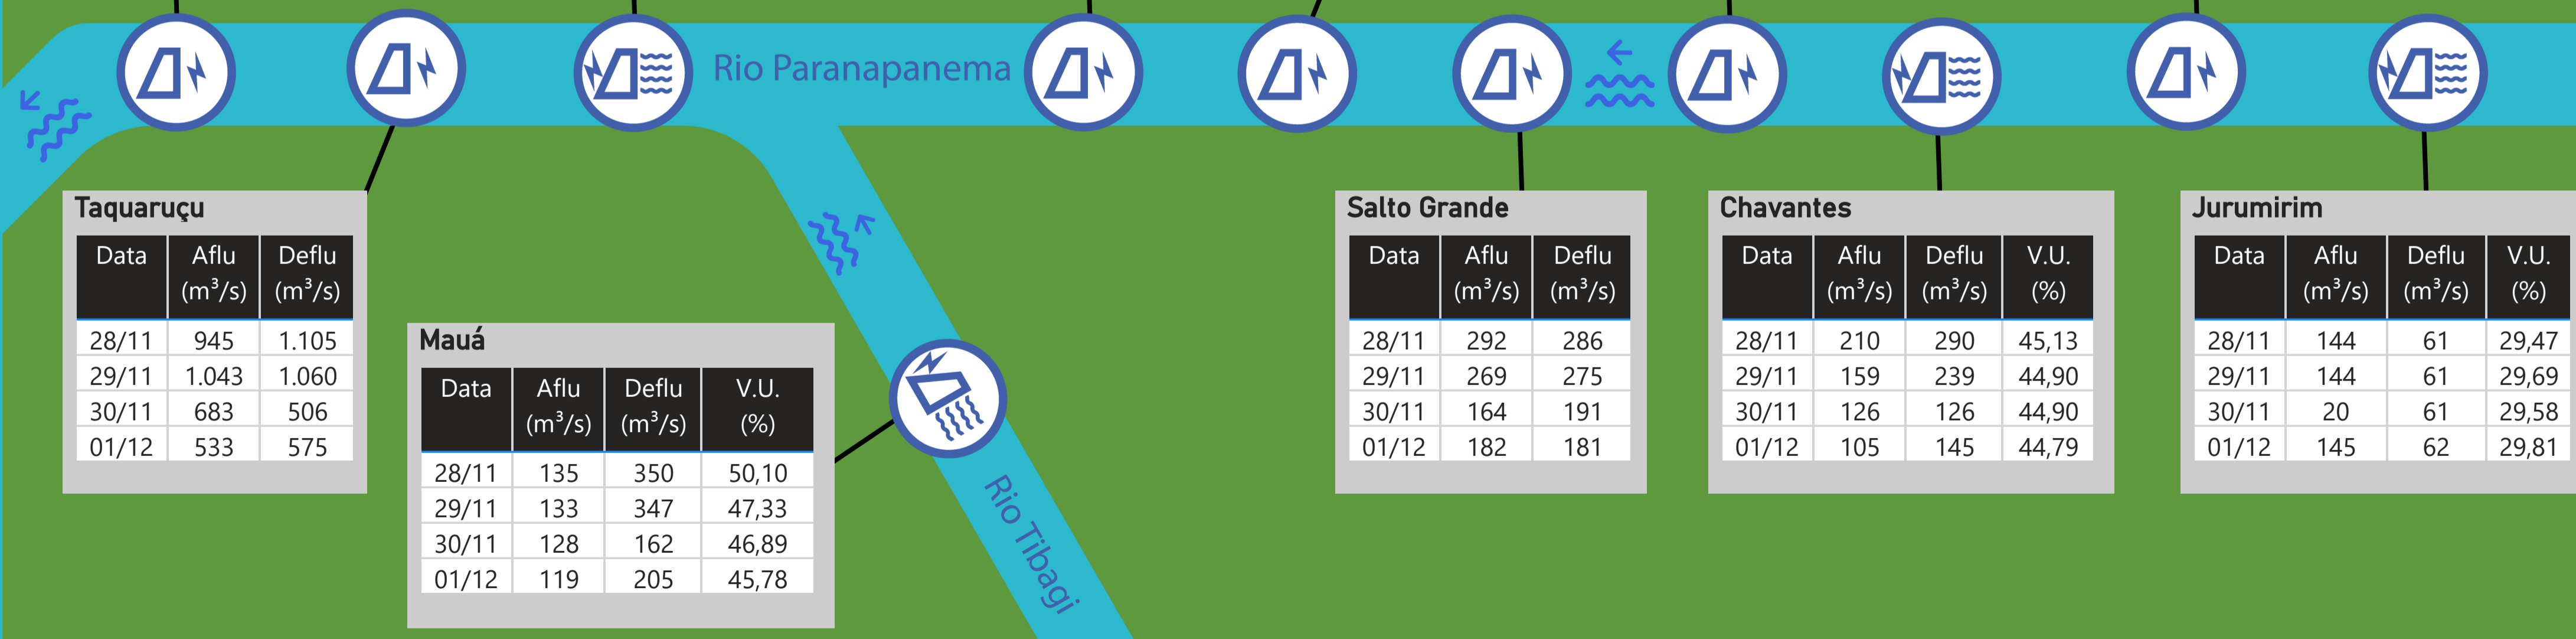 Rio Paranapanema
Taquaruçu
Data Aflu (m³/s) Deflu (m³/s)
28/11 945 1.105
29/11 1.043 1.060
30/11 683 506
01/12 533 575
Mauá
Data Aflu (m³/s) Deflu (m³/s) V.U. (%)
28/11 135 350 50,10
29/11 133 347 47,33
30/11 128 162 46,89
01/12 119 205 45,78
Rio Tibagi
Salto Grande
Data Aflu (m³/s) Deflu (m³/s)
28/11 292 286
29/11 269 275
30/11 164 191
01/12 182 181
Chavantes
Data Aflu (m³/s) Deflu (m³/s) V.U. (%)
28/11 210 290 45,13
29/11 159 239 44,90
30/11 126 126 44,90
01/12 105 145 44,79
Jurumirim
Data Aflu (m³/s) Deflu (m³/s) V.U. (%)
28/11 144 61 29,47
29/11 144 61 29,69
30/11 20 61 29,58
01/12 145 62 29,81